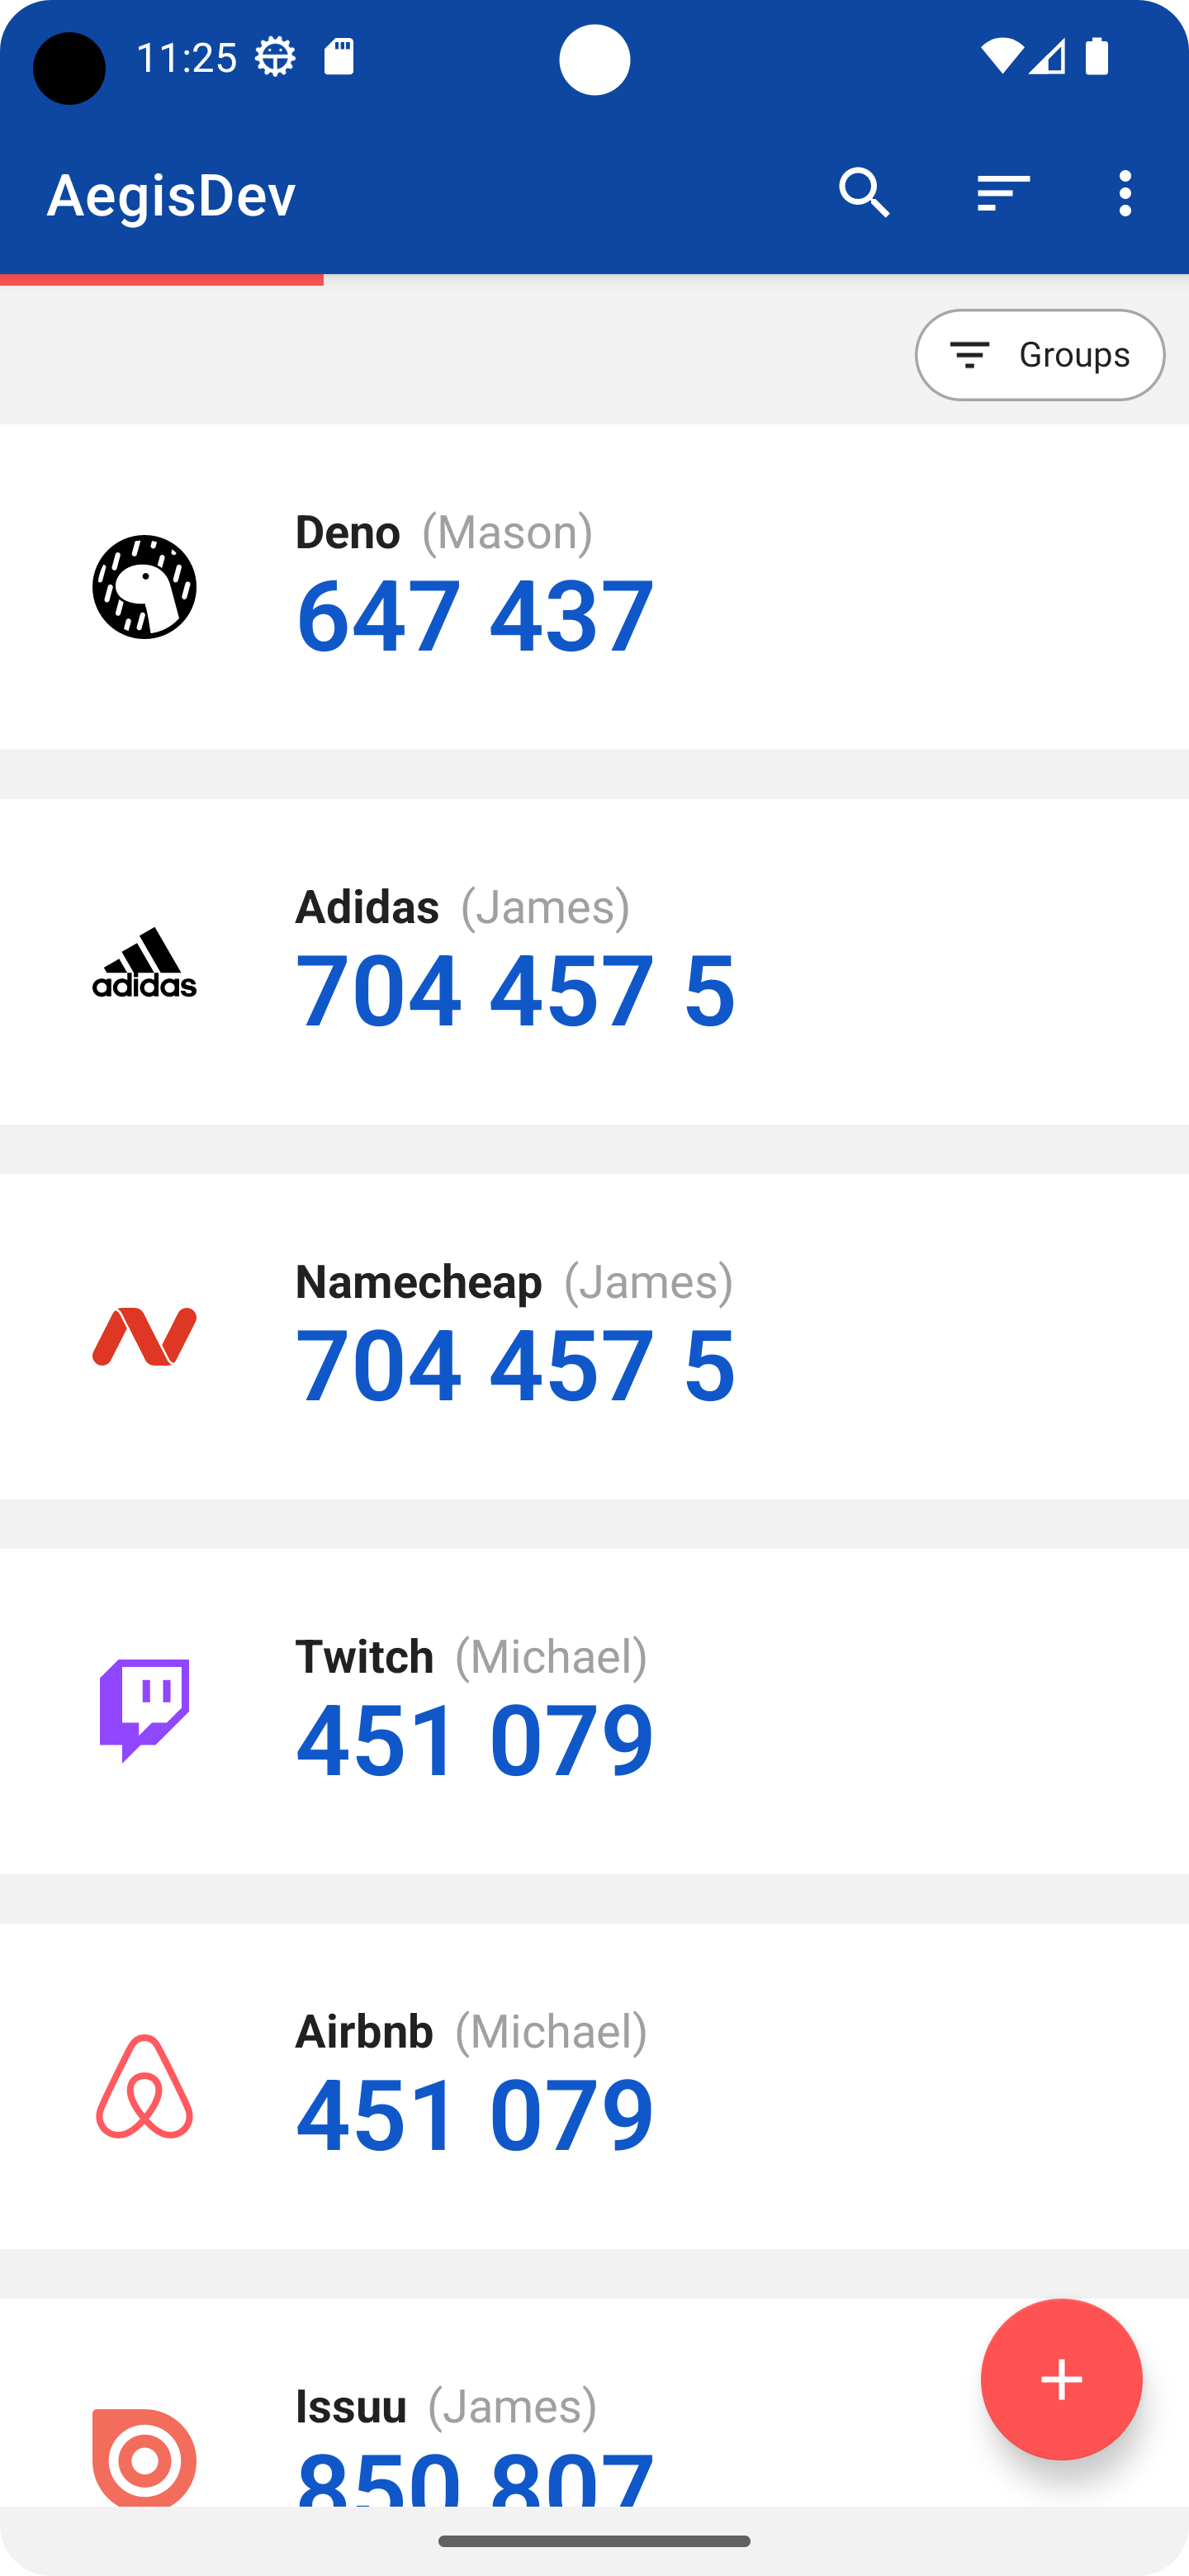 11:25
AegisDev
Groups
Deno (Mason)
647 437
Adidas (James)
adidas
704 457 5
Namecheap (James)
704 457 5
Twitch (Michael)
451 079
Airbnb (Michael)
451 079
Issuu (James)
850 807